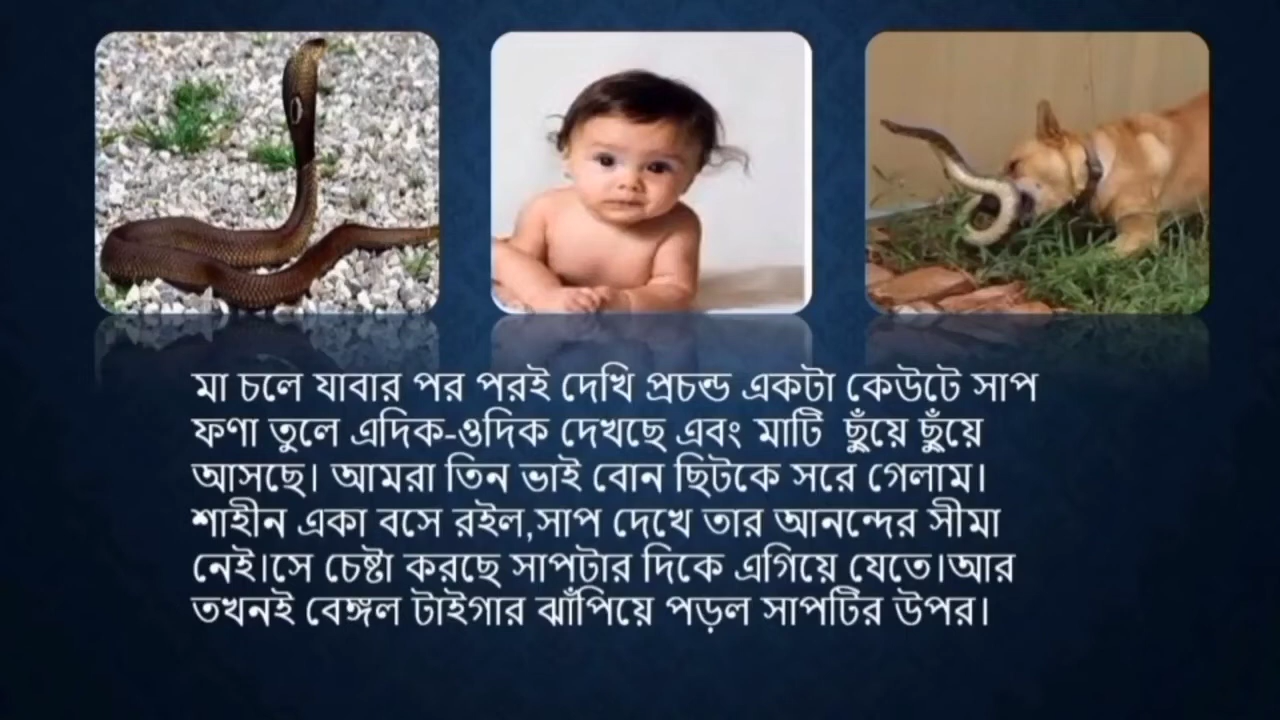 মা চলে যাবার পর পরই দেখি প্রচন্ড একটা কেউটে সাপ
ফণা তুলে এদিক-ওদিক দেখছে এবং মাটি ছুঁয়ে ছুঁয়ে
আসছে। আমরা তিন ভাই বোন ছিটকে সরে গেলাম।
শাহীন একা বসে রইল,সাপ দেখে তার আনন্দের সীমা
নেই।সে চেষ্টা করছে সাপটার দিকে এগিয়ে যেতে।আর
তখনই বেঙ্গল টাইগার ঝাঁপিয়ে পড়ল সাপটির উপর।